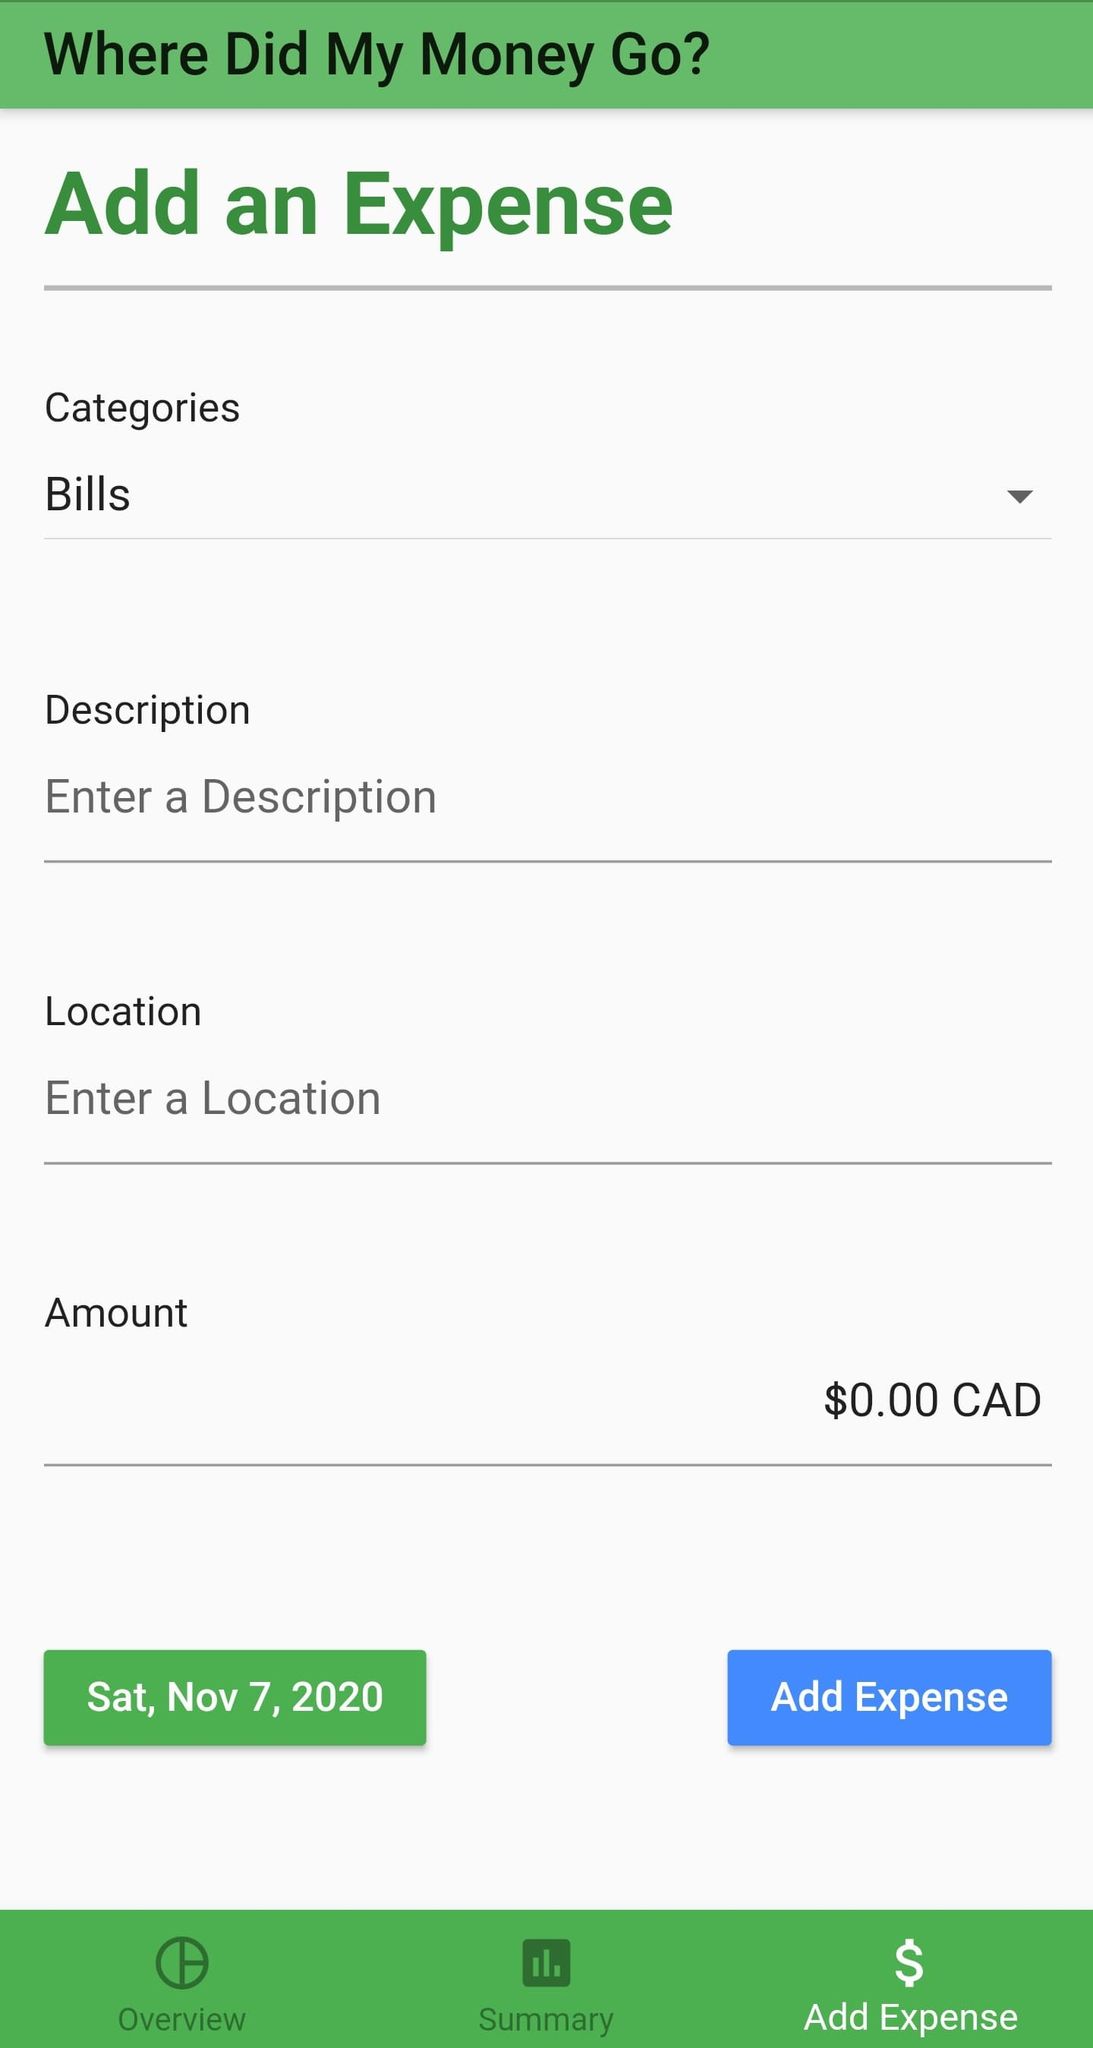 Where Did My Money Go?
Add an Expense
Categories
Bills
Description
Enter a Description
Location
Enter a Location
Amount
$0.00 CAD
Sat, Nov 7, 2020
Add Expense
Overview
Summary
$
Add Expense